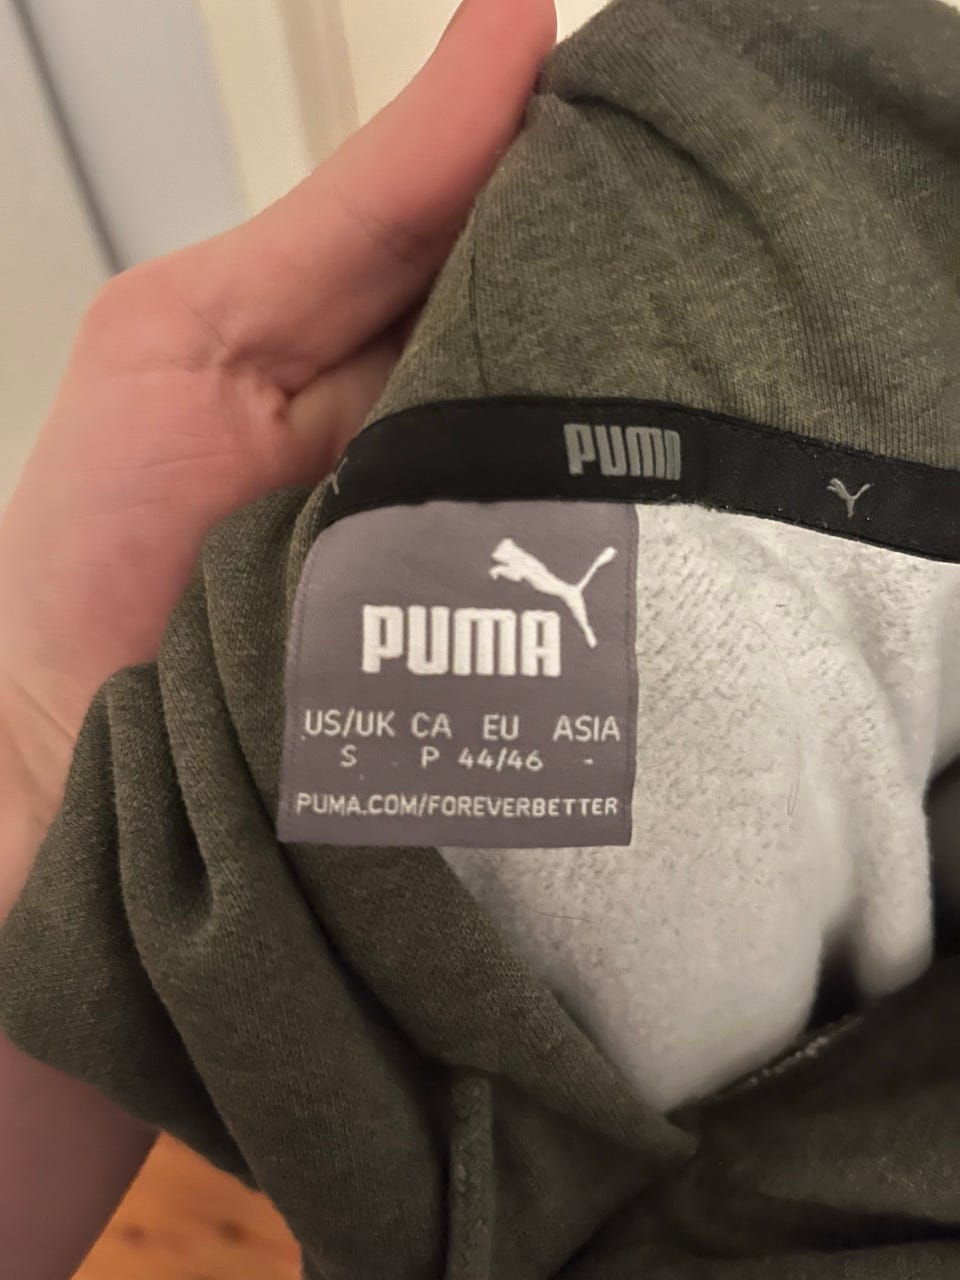 PUMA
PUMA
US/UK CA EU ASIA
S P 44/46 -
PUMA.COM/FOREVERBETTER